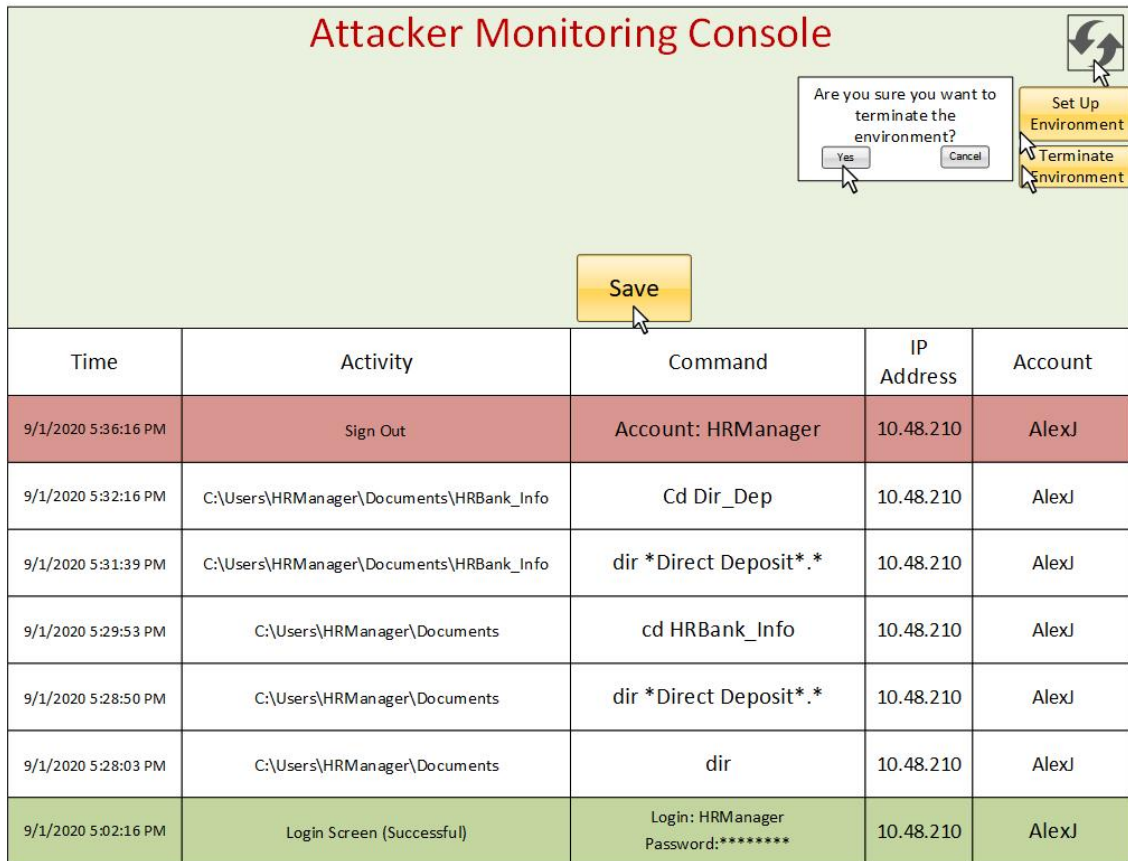 Attacker Monitoring Console
Are you sure you want to
terminate the
environment?
Yes
Cancel
Set Up
Environment
Terminate
Environment
Save
Time
Activity
Command
IP
Address
Account
9/1/2020 5:36:16 PM
Sign Out
Account: HRManager
10.48.210
AlexJ
9/1/2020 5:32:16 PM
C:\Users\HRManager\Documents\HRBank_Info
Cd Dir_Dep
10.48.210
AlexJ
9/1/2020 5:31:39 PM
C:\Users\HRManager\Documents\HRBank_Info
dir *Direct Deposit*.*
10.48.210
AlexJ
9/1/2020 5:29:53 PM
C:\Users\HRManager\Documents
cd HRBank_Info
10.48.210
AlexJ
9/1/2020 5:28:50 PM
C:\Users\HRManager\Documents
dir *Direct Deposit*.*
10.48.210
AlexJ
9/1/2020 5:28:03 PM
C:\Users\HRManager\Documents
dir
10.48.210
AlexJ
9/1/2020 5:02:16 PM
Login Screen (Successful)
Login: HRManager
Password:********
10.48.210
AlexJ